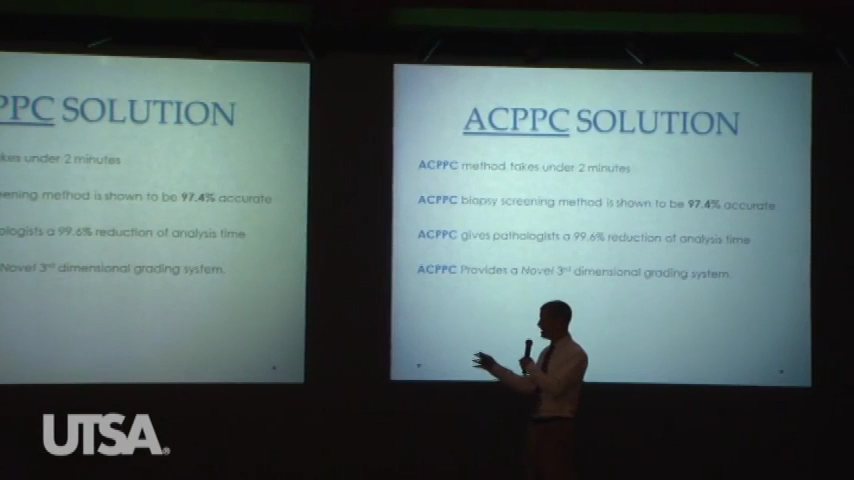 PPC SOLUTION
kes under 2 minutes
ening method is shown to be 97.4% accurate
ologists a 99.6% reduction of analysis time
Novel 3rd dimensional grading system.
ACPPC SOLUTION
ACPPC method takes under 2 minutes
ACPPC biopsy screening method is shown to be 97.4% accurate
ACPPC gives pathologists a 99.6% reduction of analysis time
ACPPC Provides a Novel 3rd dimensional grading system.
UTSA®